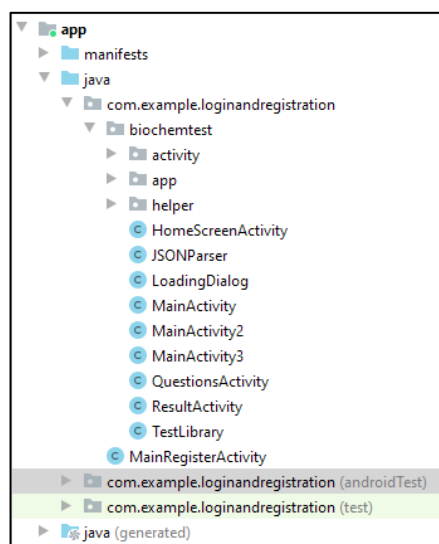 app
manifests
java
com.example.loginandregistration
biochemtest
activity
app
helper
HomeScreenActivity
JSONParser
LoadingDialog
MainActivity
MainActivity2
MainActivity3
QuestionsActivity
ResultActivity
TestLibrary
MainRegisterActivity
com.example.loginandregistration (androidTest)
com.example.loginandregistration (test)
java (generated)